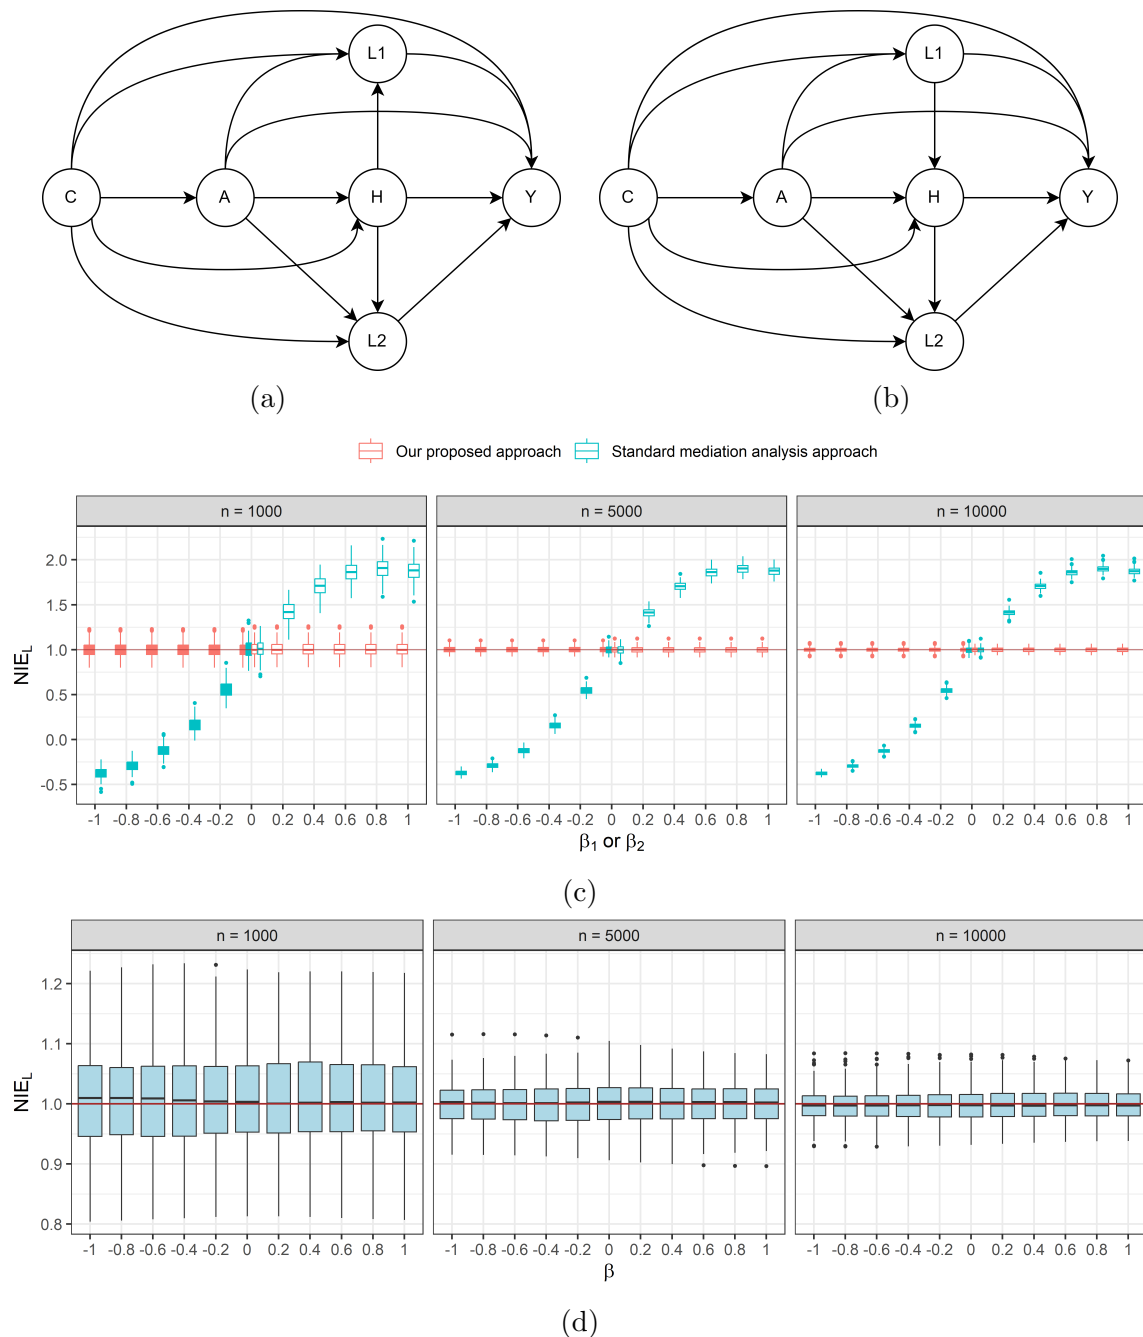 L1
L1
C
A
H
Y
C
A
H
Y
L2
L2
(a)
(b)
Our proposed approach
Standard mediation analysis approach
n = 1000
n = 5000
n = 10000
NIE_L
2.0
1.5
1.0
0.5
0.0
-0.5
-1 -0.8 -0.6 -0.4 -0.2 0 0.2 0.4 0.6 0.8 1
-1 -0.8 -0.6 -0.4 -0.2 0 0.2 0.4 0.6 0.8 1
-1 -0.8 -0.6 -0.4 -0.2 0 0.2 0.4 0.6 0.8 1
β₁ or β₂
(c)
n = 1000
n = 5000
n = 10000
NIE_L
1.2
1.1
1.0
0.9
0.8
-1 -0.8 -0.6 -0.4 -0.2 0 0.2 0.4 0.6 0.8 1
-1 -0.8 -0.6 -0.4 -0.2 0 0.2 0.4 0.6 0.8 1
-1 -0.8 -0.6 -0.4 -0.2 0 0.2 0.4 0.6 0.8 1
β
(d)